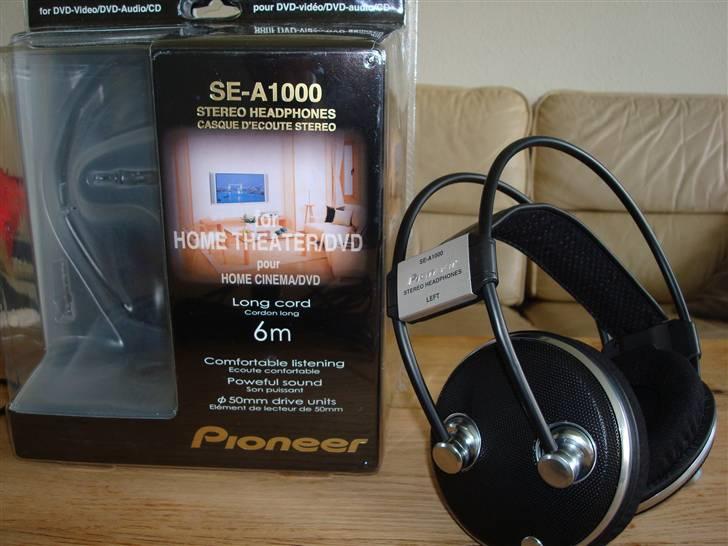 for DVD-Video/DVD-Audio/CD
pour DVD-vidéo/DVD-audio/CD
SE-A1000
STEREO HEADPHONES
CASQUE D'ECOUTE STEREO
for
HOME THEATER/DVD
pour
HOME CINEMA/DVD
Long cord
Cordon long
6m
Comfortable listening
Ecoute confortable
Poweful sound
Son puissant
ϕ 50mm drive units
Elément de lecteur de 50mm
Pioneer
SE-A1000
Pioneer
STEREO HEADPHONES
LEFT